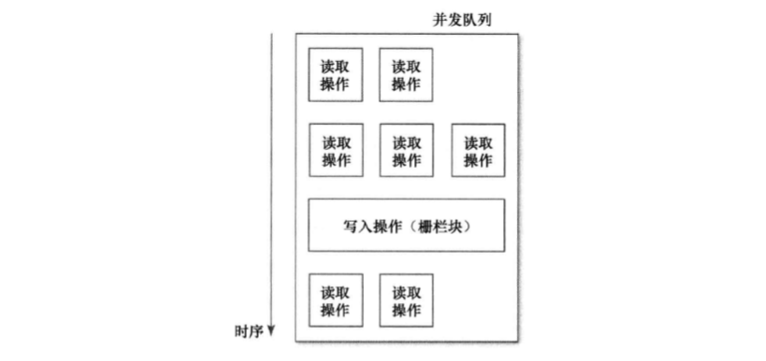 并发队列
读取 读取
操作 操作
读取 读取 读取
操作 操作 操作
写入操作（栅栏块）
读取 读取
操作 操作
时序